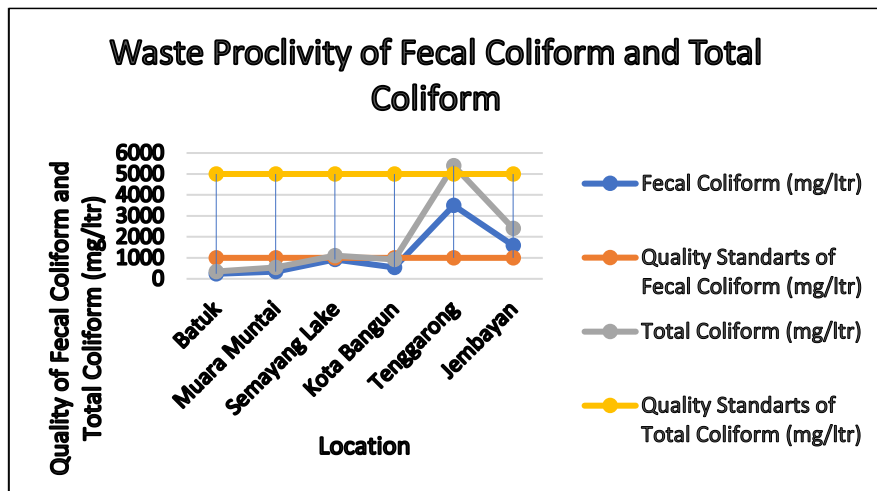 Waste Proclivity of Fecal Coliform and Total
Coliform
Quality of Fecal Coliform and
Total Coliform (mg/ltr)
6000
5000
4000
3000
2000
1000
0
Batuk
Muara Muntai
Semayang Lake
Kota Bangun
Tenggarong
Jembayan
Location
Fecal Coliform (mg/ltr)
Quality Standarts of
Fecal Coliform (mg/ltr)
Total Coliform (mg/ltr)
Quality Standarts of
Total Coliform (mg/ltr)